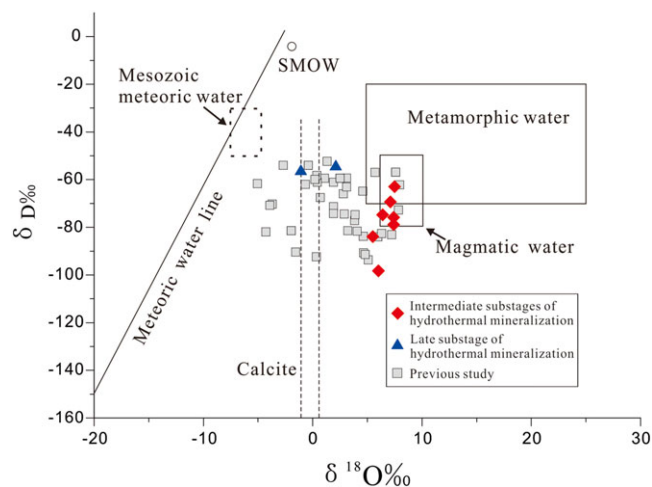 0
-20
-40
-60
-80
-100
-120
-140
-160
δ D‰
-20
-10
0
10
20
30
δ ¹⁸O‰
SMOW
Mesozoic
meteoric water
Metamorphic water
Magmatic water
Meteoric water line
Calcite
Intermediate substages of
hydrothermal mineralization
Late substage of
hydrothermal mineralization
Previous study